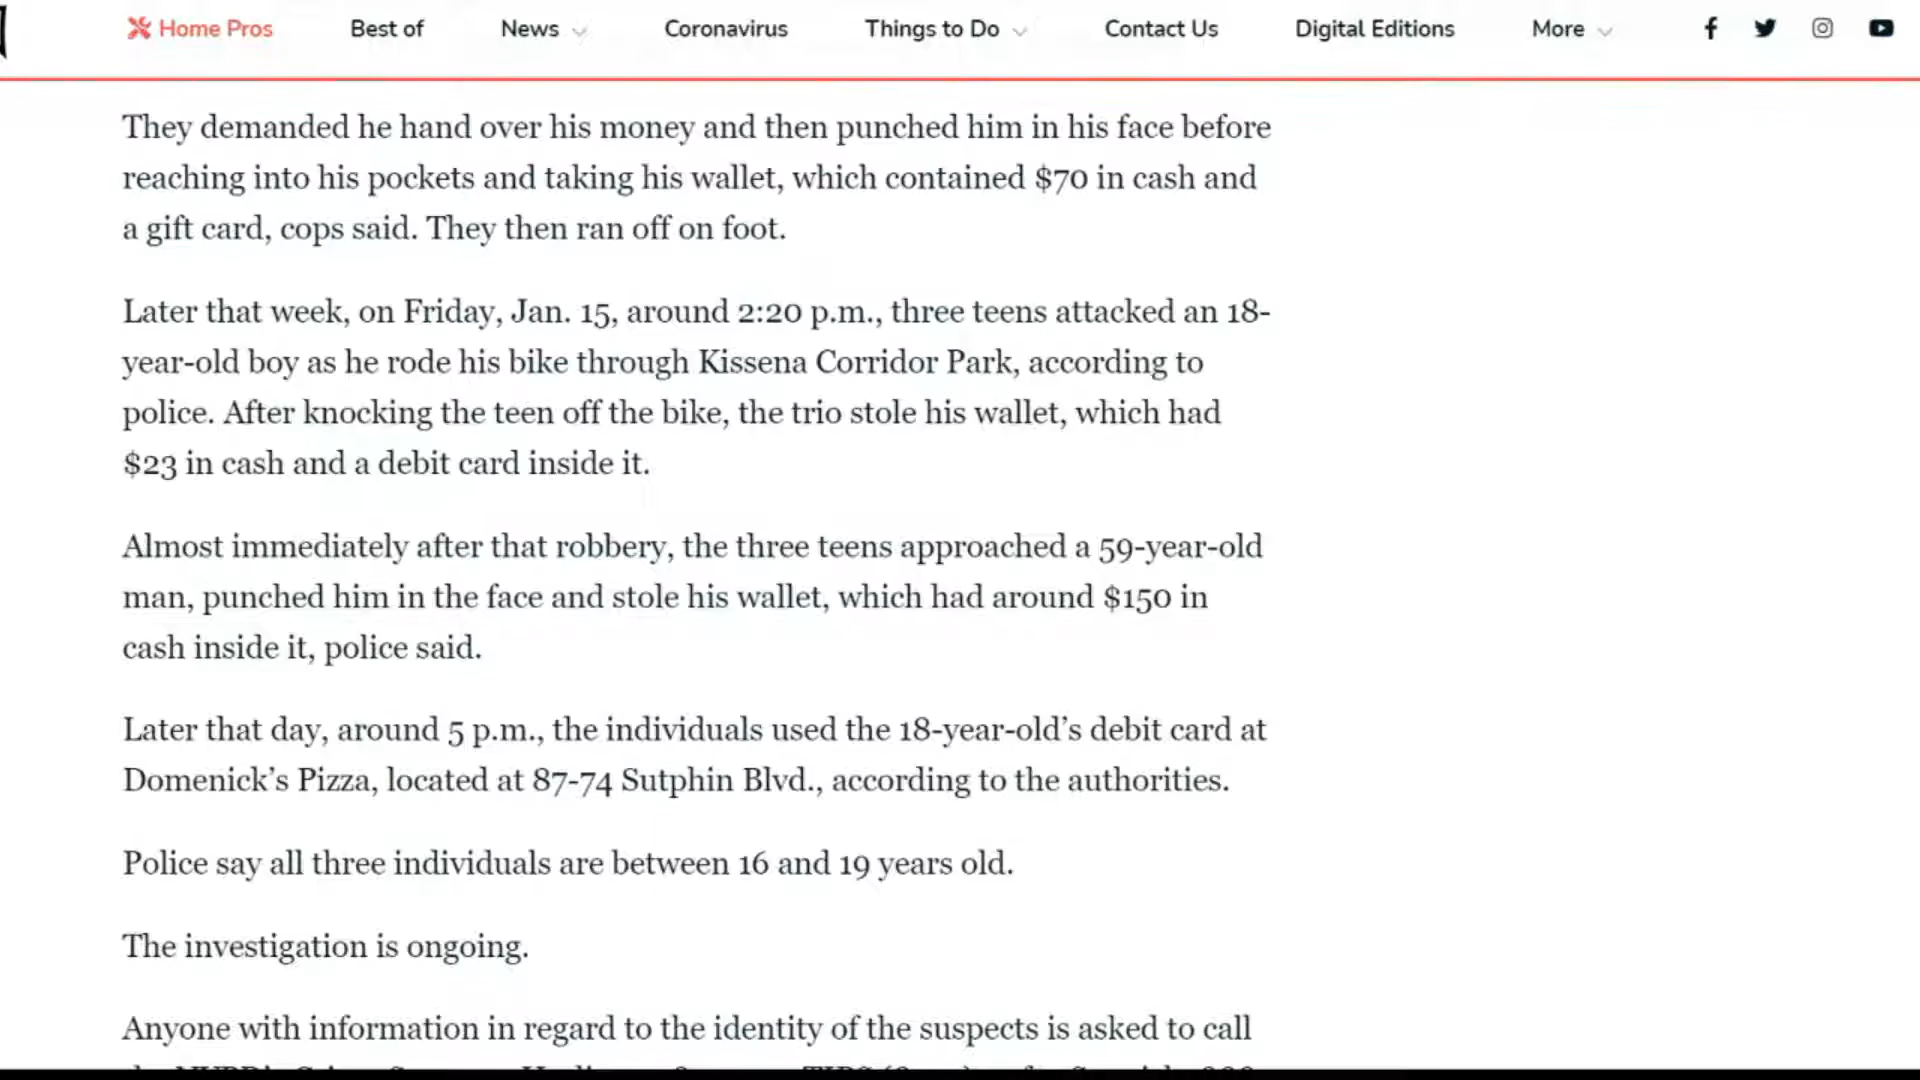 Home Pros Best of News Coronavirus Things to Do Contact Us Digital Editions More
They demanded he hand over his money and then punched him in his face before
reaching into his pockets and taking his wallet, which contained $70 in cash and
a gift card, cops said. They then ran off on foot.
Later that week, on Friday, Jan. 15, around 2:20 p.m., three teens attacked an 18-
year-old boy as he rode his bike through Kissena Corridor Park, according to
police. After knocking the teen off the bike, the trio stole his wallet, which had
$23 in cash and a debit card inside it.
Almost immediately after that robbery, the three teens approached a 59-year-old
man, punched him in the face and stole his wallet, which had around $150 in
cash inside it, police said.
Later that day, around 5 p.m., the individuals used the 18-year-old’s debit card at
Domenick’s Pizza, located at 87-74 Sutphin Blvd., according to the authorities.
Police say all three individuals are between 16 and 19 years old.
The investigation is ongoing.
Anyone with information in regard to the identity of the suspects is asked to call